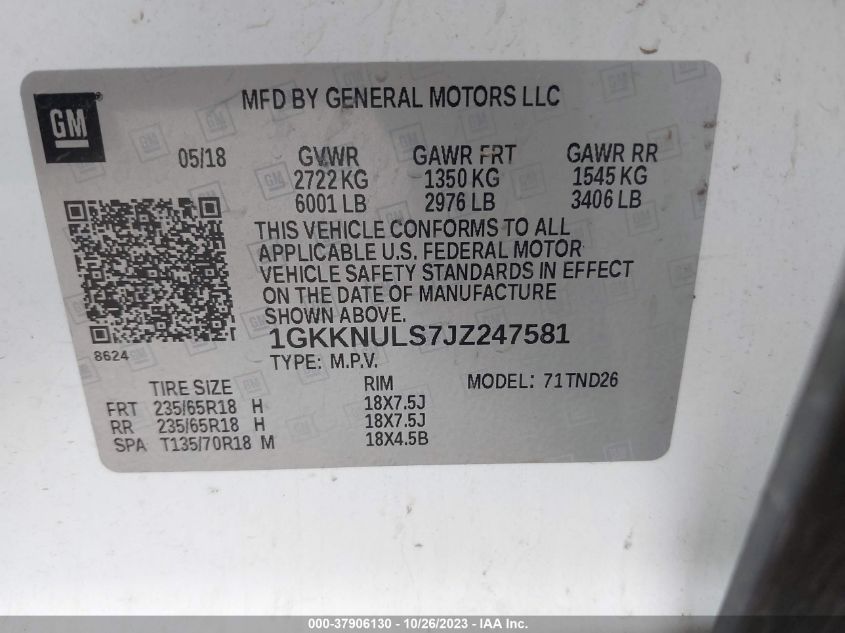 GM
MFD BY GENERAL MOTORS LLC
05/18 GVWR GAWR FRT GAWR RR
2722 KG 1350 KG 1545 KG
6001 LB 2976 LB 3406 LB
THIS VEHICLE CONFORMS TO ALL
APPLICABLE U.S. FEDERAL MOTOR
VEHICLE SAFETY STANDARDS IN EFFECT
ON THE DATE OF MANUFACTURE
SHOWN ABOVE.
8624
1GKKNULS7JZ247581
TYPE: M.P.V.
TIRE SIZE RIM MODEL: 71TND26
FRT 235/65R18 H 18X7.5J
RR 235/65R18 H 18X7.5J
SPA T135/70R18 M 18X4.5B
000-37906130 - 10/26/2023 - IAA Inc.